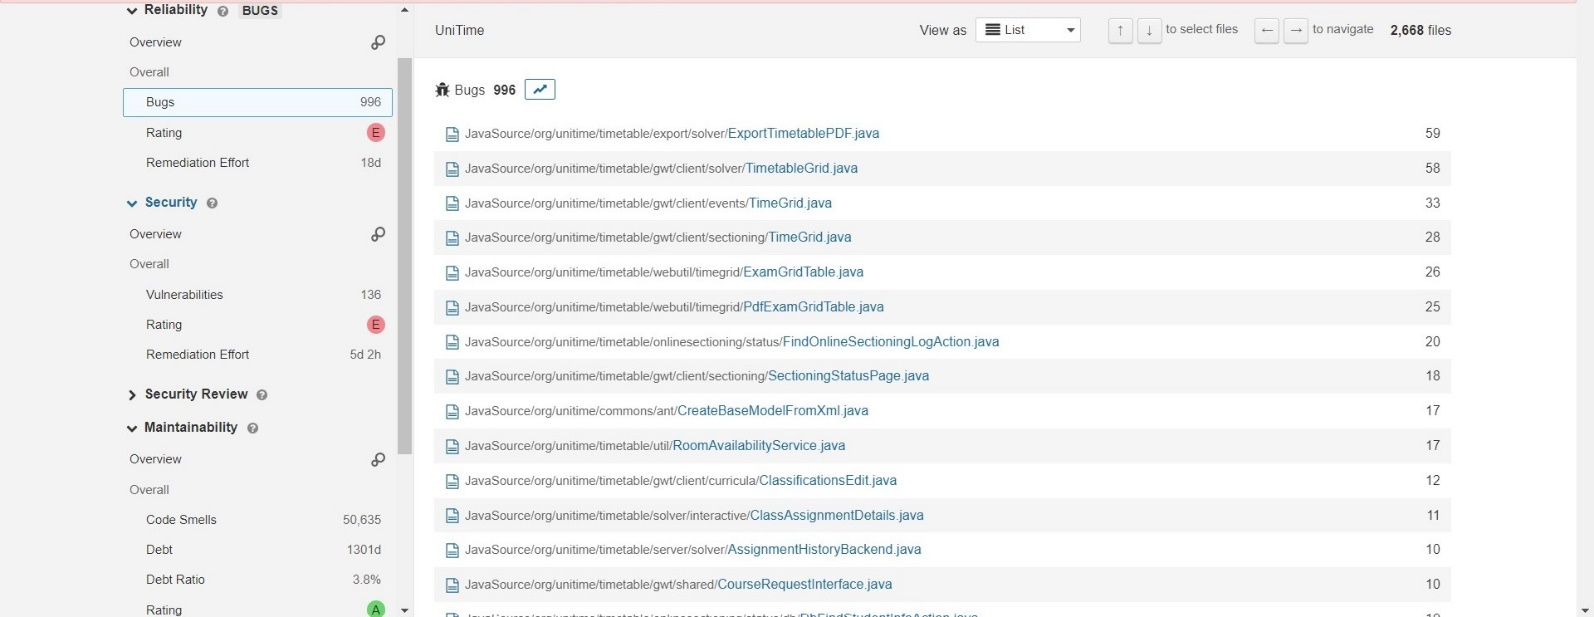 Reliability BUGS
Overview
Overall
Bugs 996
Rating E
Remediation Effort 18d
Security
Overview
Overall
Vulnerabilities 136
Rating E
Remediation Effort 5d 2h
Security Review
Maintainability
Overview
Overall
Code Smells 50,635
Debt 1301d
Debt Ratio 3.8%
Rating A
UniTime View as List ↑ ↓ to select files ← → to navigate 2,668 files
Bugs 996
JavaSource/org/unitime/timetable/export/solver/ExportTimetablePDF.java 59
JavaSource/org/unitime/timetable/gwt/client/solver/TimetableGrid.java 58
JavaSource/org/unitime/timetable/gwt/client/events/TimeGrid.java 33
JavaSource/org/unitime/timetable/gwt/client/sectioning/TimeGrid.java 28
JavaSource/org/unitime/timetable/webutil/timegrid/ExamGridTable.java 26
JavaSource/org/unitime/timetable/webutil/timegrid/PdfExamGridTable.java 25
JavaSource/org/unitime/timetable/onlinesectioning/status/FindOnlineSectioningLogAction.java 20
JavaSource/org/unitime/timetable/gwt/client/sectioning/SectioningStatusPage.java 18
JavaSource/org/unitime/commons/ant/CreateBaseModelFromXml.java 17
JavaSource/org/unitime/timetable/util/RoomAvailabilityService.java 17
JavaSource/org/unitime/timetable/gwt/client/curricula/ClassificationsEdit.java 12
JavaSource/org/unitime/timetable/solver/interactive/ClassAssignmentDetails.java 11
JavaSource/org/unitime/timetable/server/solver/AssignmentHistoryBackend.java 10
JavaSource/org/unitime/timetable/gwt/shared/CourseRequestInterface.java 10